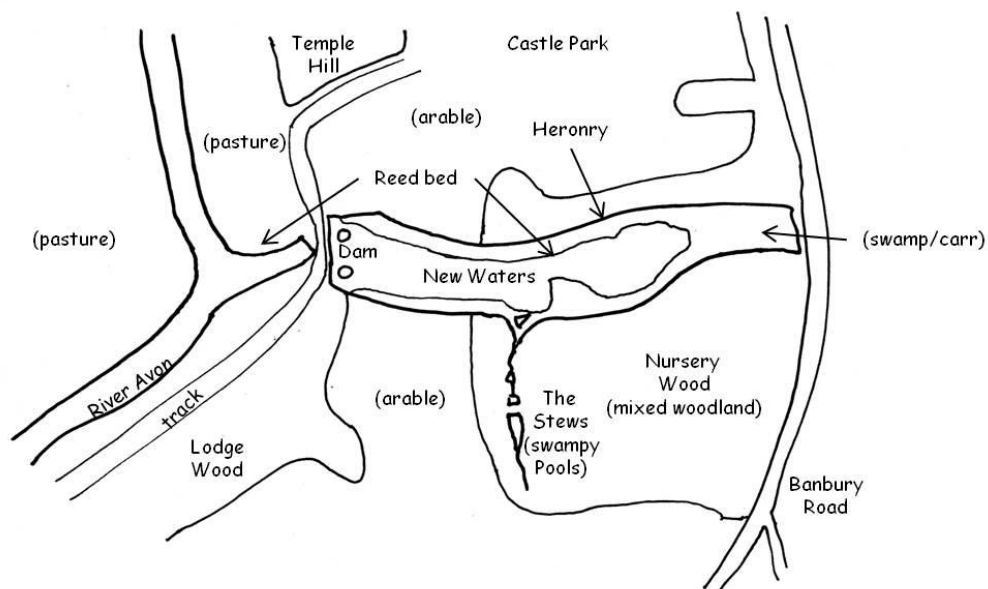 Temple
Hill
Castle Park
(pasture)
(arable)
Heronry
Reed bed
(pasture)
(swamp/carr)
Dam
New Waters
River Avon
track
Lodge
Wood
(arable)
The
Stews
(swampy
Pools)
Nursery
Wood
(mixed woodland)
Banbury
Road